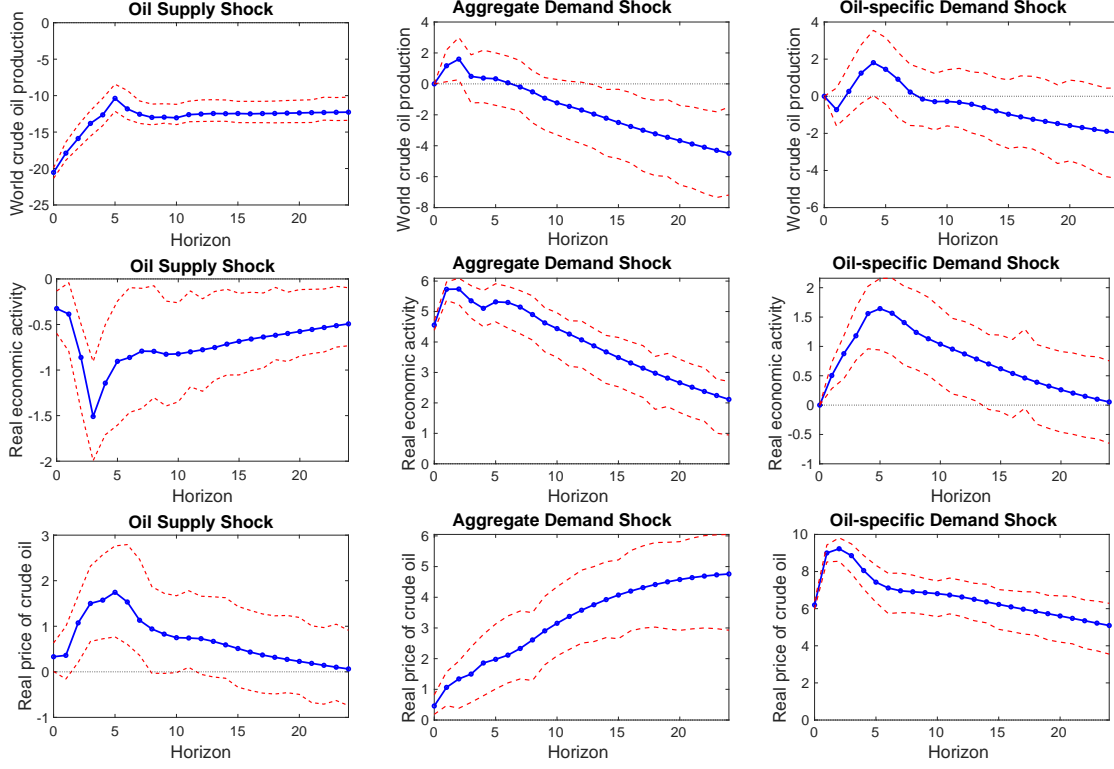 Oil Supply Shock
World crude oil production
0
-5
-10
-15
-20
-25
0 5 10 15 20
Horizon
Aggregate Demand Shock
World crude oil production
4
2
0
-2
-4
-6
-8
0 5 10 15 20
Horizon
Oil-specific Demand Shock
World crude oil production
4
2
0
-2
-4
-6
0 5 10 15 20
Horizon
Oil Supply Shock
Real economic activity
0
-0.5
-1
-1.5
-2
0 5 10 15 20
Horizon
Aggregate Demand Shock
Real economic activity
6
5
4
3
2
1
0
0 5 10 15 20
Horizon
Oil-specific Demand Shock
Real economic activity
2
1.5
1
0.5
0
-0.5
-1
0 5 10 15 20
Horizon
Oil Supply Shock
Real price of crude oil
3
2
1
0
-1
0 5 10 15 20
Horizon
Aggregate Demand Shock
Real price of crude oil
6
5
4
3
2
1
0
0 5 10 15 20
Horizon
Oil-specific Demand Shock
Real price of crude oil
10
8
6
4
2
0
0 5 10 15 20
Horizon